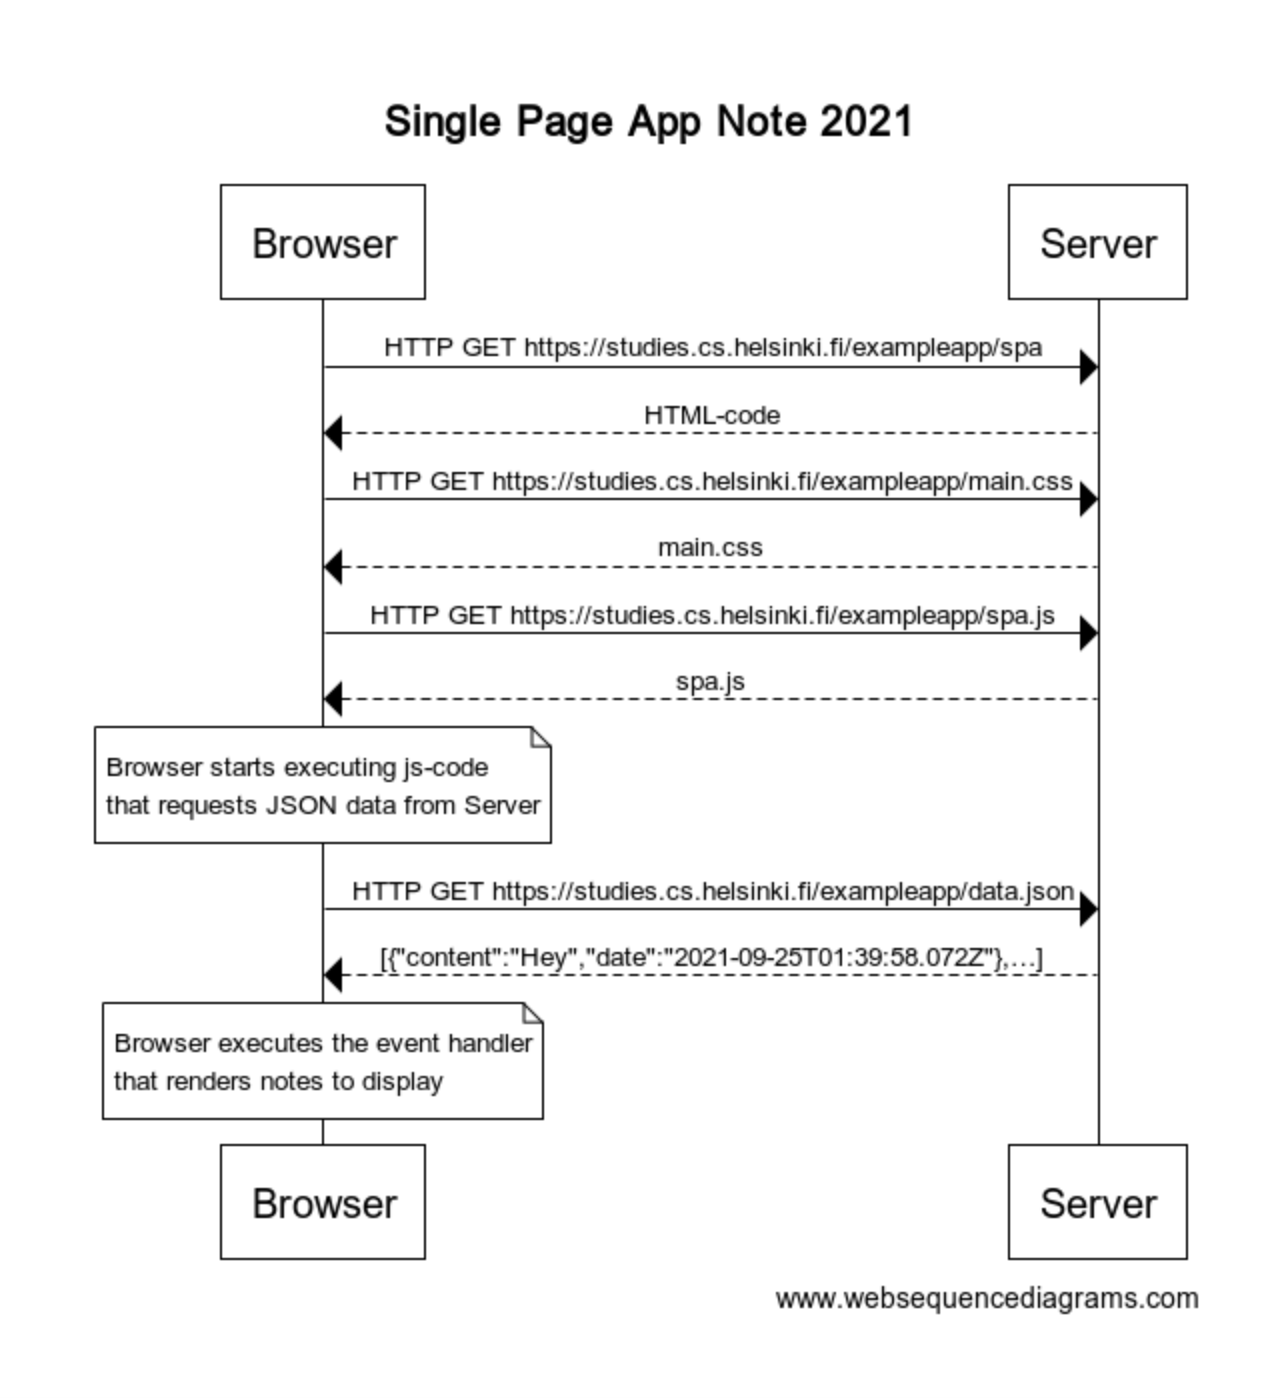 Single Page App Note 2021
Browser
Server
HTTP GET https://studies.cs.helsinki.fi/exampleapp/spa
HTML-code
HTTP GET https://studies.cs.helsinki.fi/exampleapp/main.css
main.css
HTTP GET https://studies.cs.helsinki.fi/exampleapp/spa.js
spa.js
Browser starts executing js-code
that requests JSON data from Server
HTTP GET https://studies.cs.helsinki.fi/exampleapp/data.json
[{"content":"Hey","date":"2021-09-25T01:39:58.072Z"},...]
Browser executes the event handler
that renders notes to display
Browser
Server
www.websequencediagrams.com